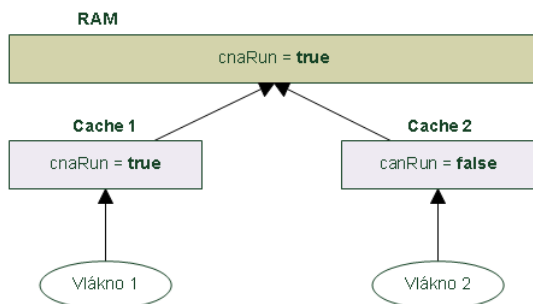 RAM
cnaRun = true
Cache 1
Cache 2
cnaRun = true
canRun = false
Vlákno 1
Vlákno 2